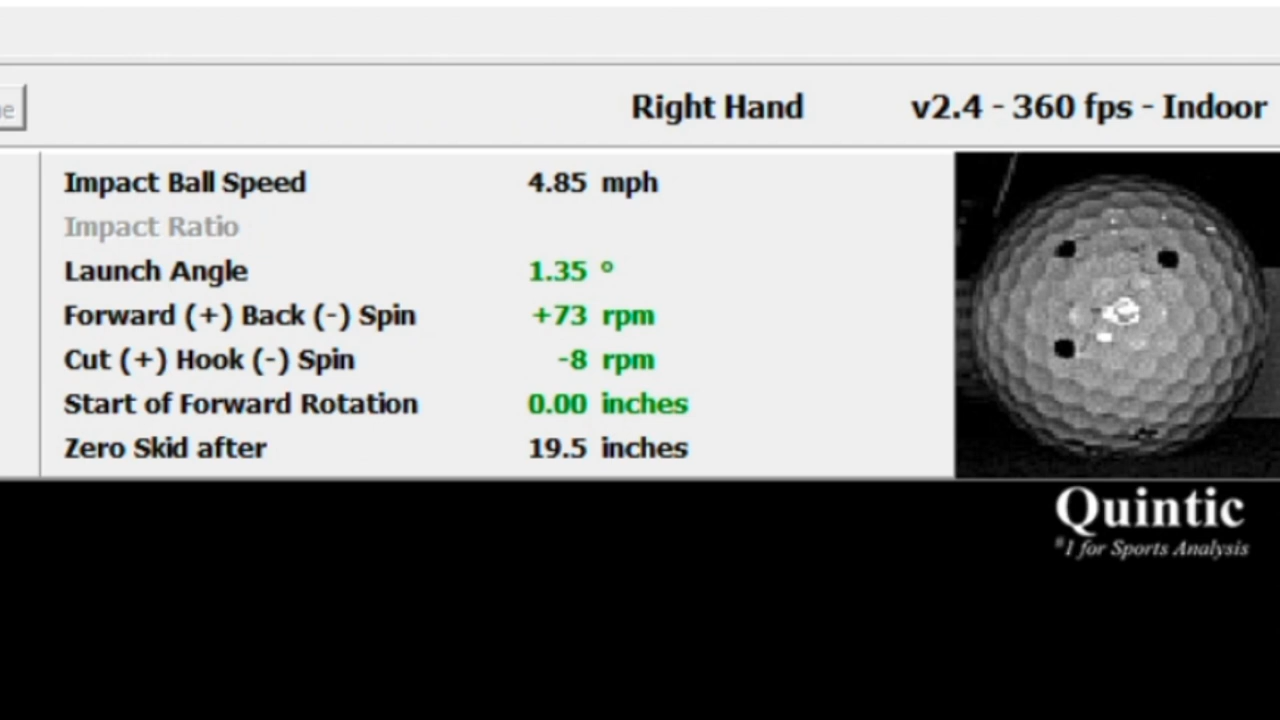 Right Hand v2.4 - 360 fps - Indoor
Impact Ball Speed 4.85 mph
Impact Ratio
Launch Angle 1.35 °
Forward (+) Back (-) Spin +73 rpm
Cut (+) Hook (-) Spin -8 rpm
Start of Forward Rotation 0.00 inches
Zero Skid after 19.5 inches
Quintic
#1 for Sports Analysis